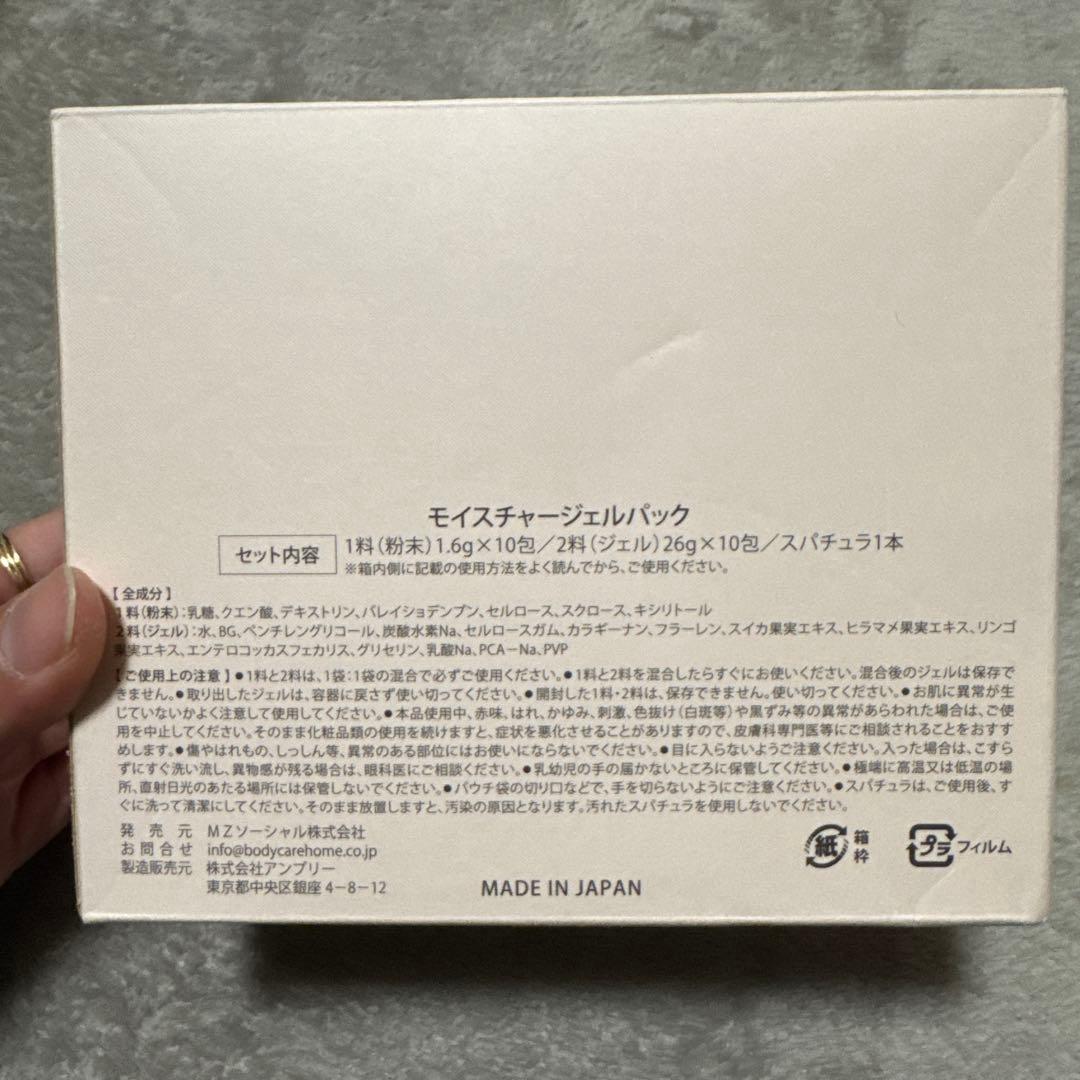 モイスチャージェルパック
セット内容 1料(粉末)1.6g×10包/2料(ジェル)26g×10包/スパチュラ1本
※箱内側に記載の使用方法をよく読んでから、ご使用ください。
【全成分】
1料(粉末):乳糖、クエン酸、デキストリン、バレイショデンプン、セルロース、スクロース、キシリトール
2料(ジェル):水、BG、ペンチレングリコール、炭酸水素Na、セルロースガム、カラギーナン、フラーレン、スイカ果実エキス、ヒラマメ果実エキス、リンゴ
果実エキス、エンテロコッカスフェカリス、グリセリン、乳酸Na、PCA－Na、PVP
【ご使用上の注意】●1料と2料は、1袋:1袋の混合で必ずご使用ください。●1料と2料を混合したらすぐにお使いください。混合後のジェルは保存で
きません。●取り出したジェルは、容器に戻さず使い切ってください。●開封した1料・2料は、保存できません。使い切ってください。●お肌に異常が生
じていないかよく注意して使用してください。●本品使用中、赤味、はれ、かゆみ、刺激、色抜け(白斑等)や黒ずみ等の異常があらわれた場合は、ご使
用を中止してください。そのまま化粧品類の使用を続けますと、症状を悪化させることがありますので、皮膚科専門医等にご相談されることをおすす
めします。●傷やはれもの、しっしん等、異常のある部位にはお使いにならないでください。●目に入らないようご注意ください。入った場合は、こすら
ずにすぐ洗い流し、異物感が残る場合は、眼科医にご相談ください。●乳幼児の手の届かないところに保管してください。●極端に高温又は低温の場
所、直射日光のあたる場所には保管しないでください。●パウチ袋の切り口などで、手を切らないようにご注意ください。●スパチュラは、ご使用後、す
ぐに洗って清潔にしてください。そのまま放置しますと、汚染の原因となります。汚れたスパチュラを使用しないでください。
発売元 MZソーシャル株式会社
お問合せ info@bodycarehome.co.jp
製造販売元 株式会社アンプリー
東京都中央区銀座4－8－12
MADE IN JAPAN
紙 箱 枠
プラ フィルム